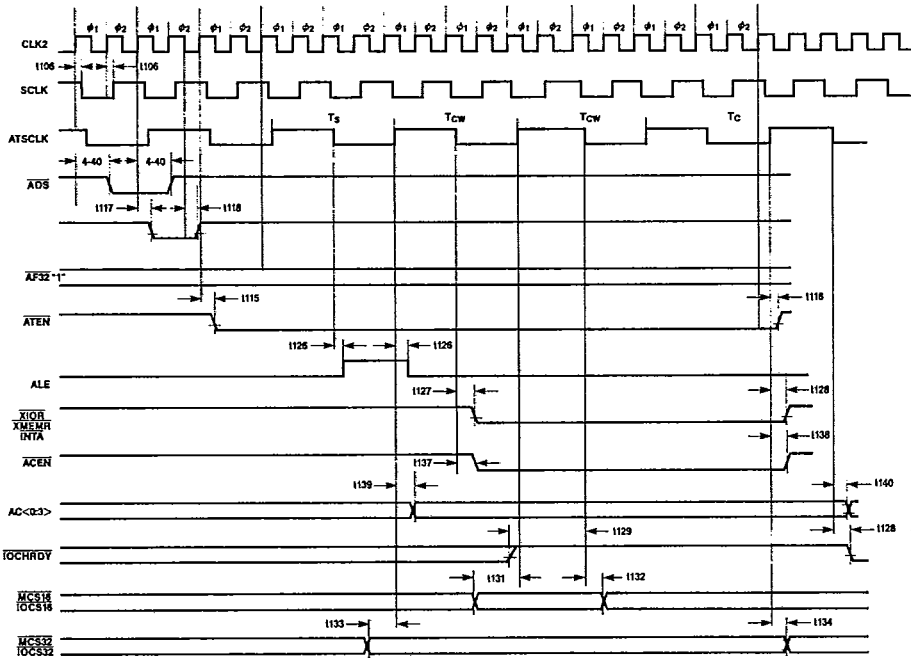 ϕ1 ϕ2 ϕ1 ϕ2 ϕ1 ϕ2 ϕ1 ϕ2 ϕ1 ϕ2 ϕ1 ϕ2 ϕ1 ϕ2 ϕ1 ϕ2 ϕ1 ϕ2 ϕ1 ϕ2 ϕ1 ϕ2
CLK2
t106 t106
SCLK
TS TCW TCW TC
ATSCLK
4-40 4-40
ADS
t117 t118
AF32 "1"
t115 t116
ATEN
t126 t126
ALE
t127 t128
XIOR
XMEMR
INTA
t138
ACEN
t137
t139 t140
AC<0:3>
t129 t128
IOCHRDY
t131 t132
MCS16
IOCS16
t133 t134
MCS32
IOCS32